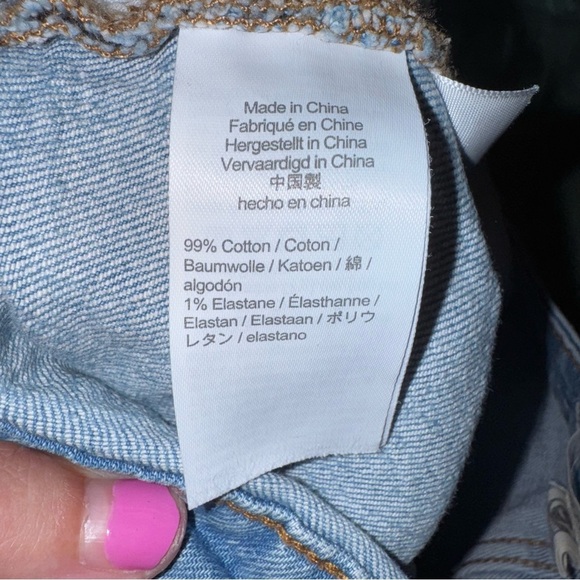 Made in China
Fabriqué en Chine
Hergestellt in China
Vervaardigd in China
中国製
hecho en china
99% Cotton / Coton /
Baumwolle / Katoen / 綿 /
algodón
1% Elastane / Élasthanne /
Elastan / Elastaan / ポリウ
レタン / elastano